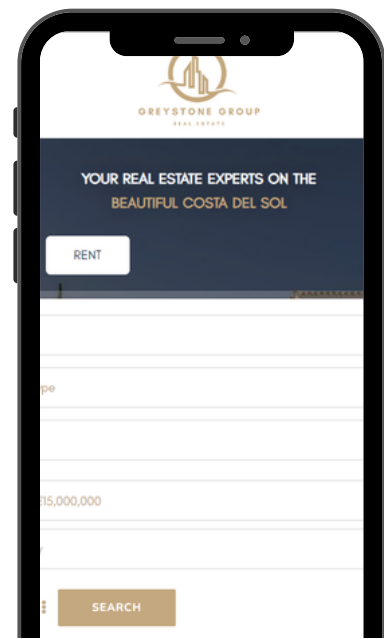 GREYSTONE GROUP
REAL ESTATE
YOUR REAL ESTATE EXPERTS ON THE
BEAUTIFUL COSTA DEL SOL
RENT
ype
15,000,000
SEARCH